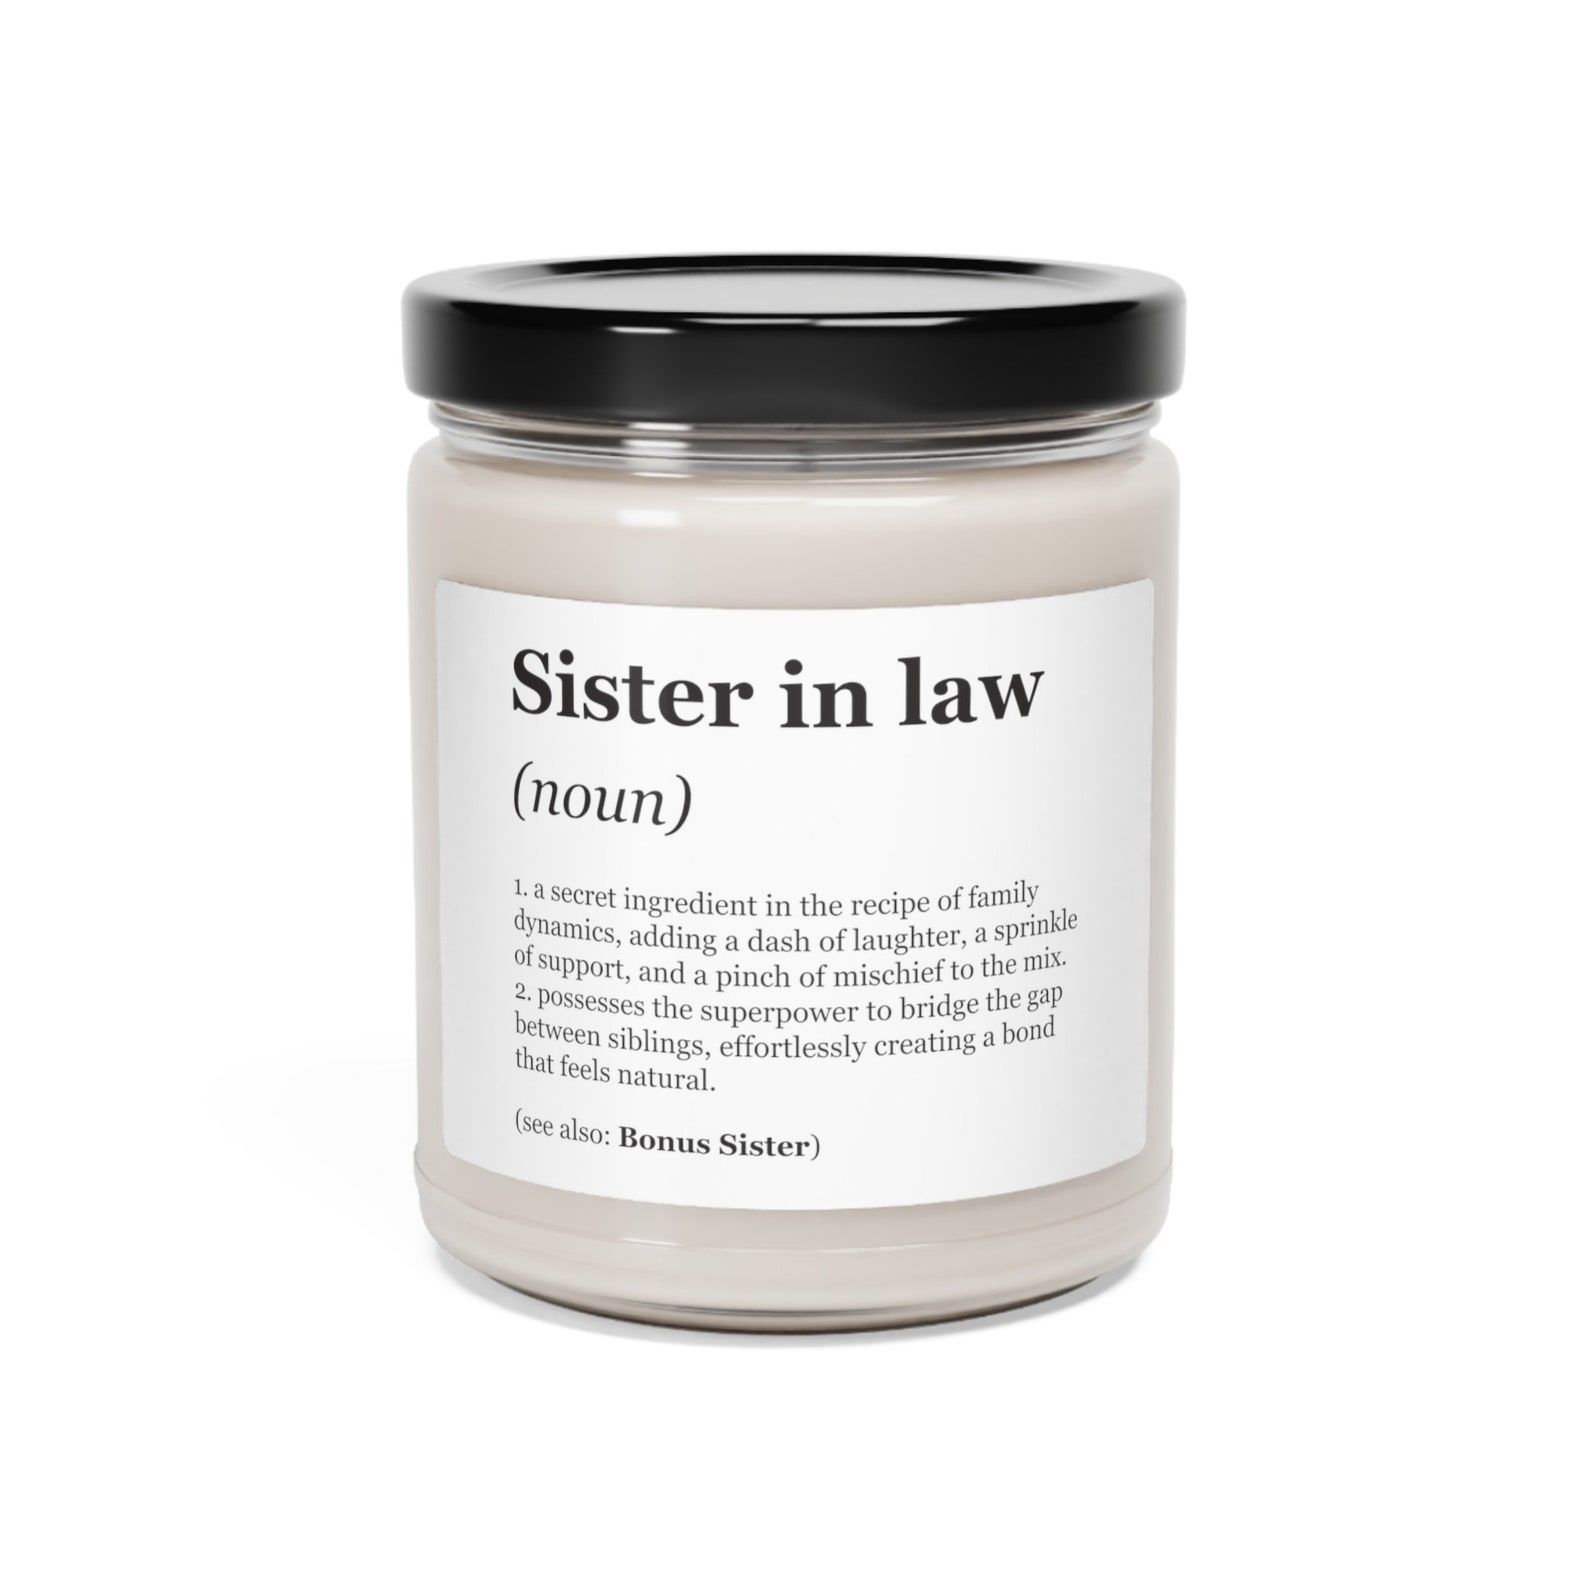 Sister in law
(noun)
1. a secret ingredient in the recipe of family
dynamics, adding a dash of laughter, a sprinkle
of support, and a pinch of mischief to the mix.
2. possesses the superpower to bridge the gap
between siblings, effortlessly creating a bond
that feels natural.
(see also: Bonus Sister)